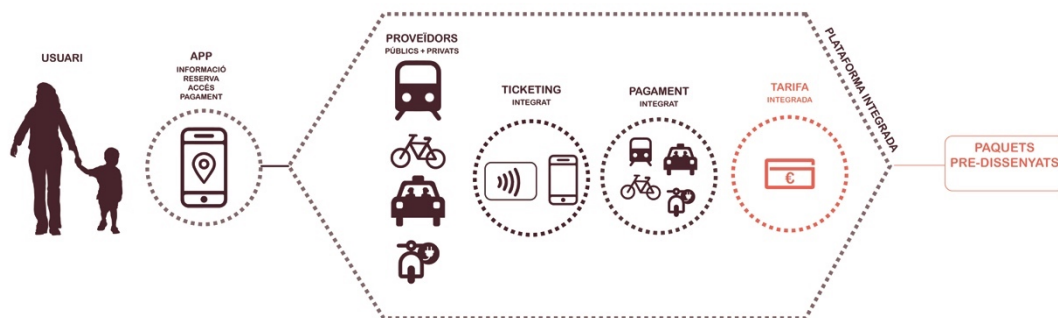 USUARI
APP
INFORMACIÓ
RESERVA
ACCÉS
PAGAMENT
PROVEÏDORS
PÚBLICS + PRIVATS
TICKETING
INTEGRAT
PAGAMENT
INTEGRAT
TARIFA
INTEGRADA
€
PLATAFORMA INTEGRADA
PAQUETS
PRE-DISSENYATS